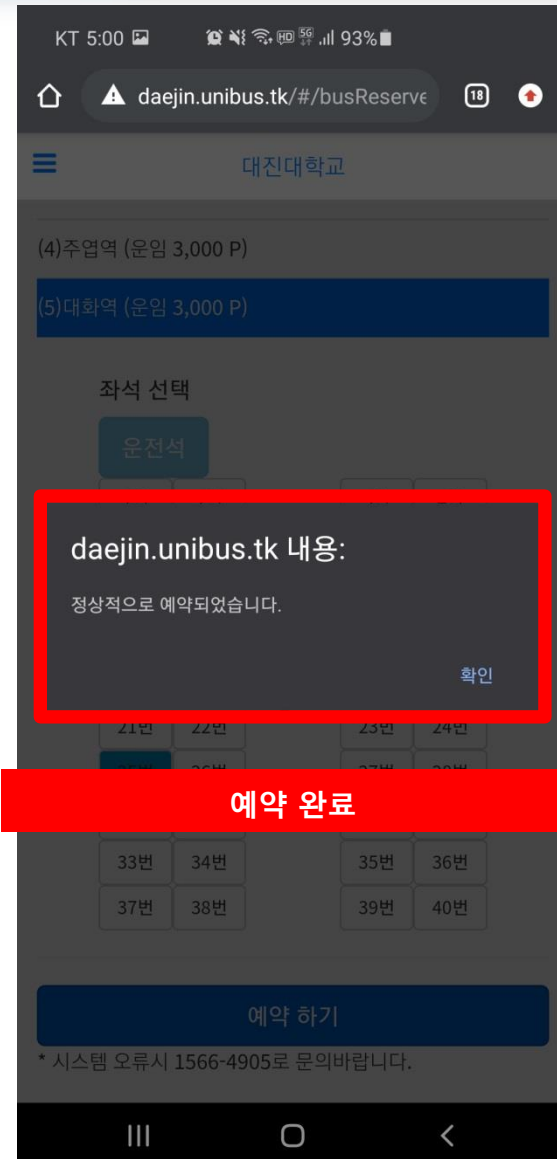 KT 5:00 HD 5G 93%
daejin.unibus.tk/#/busReserve 18
대진대학교
(4)주엽역 (운임 3,000 P)
(5)대화역 (운임 3,000 P)
좌석 선택
운전석
daejin.unibus.tk 내용:
정상적으로 예약되었습니다.
확인
21번 22번 23번 24번
예약 완료
33번 34번 35번 36번
37번 38번 39번 40번
예약 하기
* 시스템 오류시 1566-4905로 문의바랍니다.